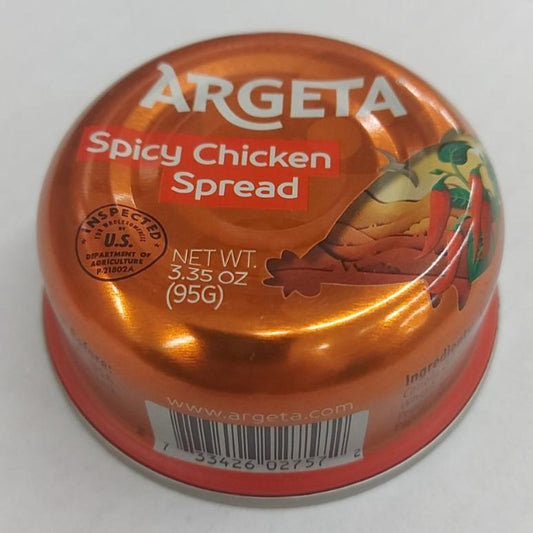 ARGETA
Spicy Chicken
Spread
INSPECTED
FOR WHOLESOMENESS
BY
U.S.
DEPARTMENT OF
AGRICULTURE
P-21802A
NET WT.
3.35 OZ
(95G)
Before:
www.argeta.com
7 33426 02757 2